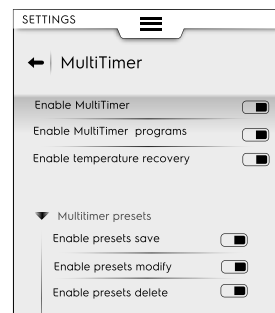 SETTINGS
MultiTimer
Enable MultiTimer
Enable MultiTimer programs
Enable temperature recovery
Multitimer presets
Enable presets save
Enable presets modify
Enable presets delete